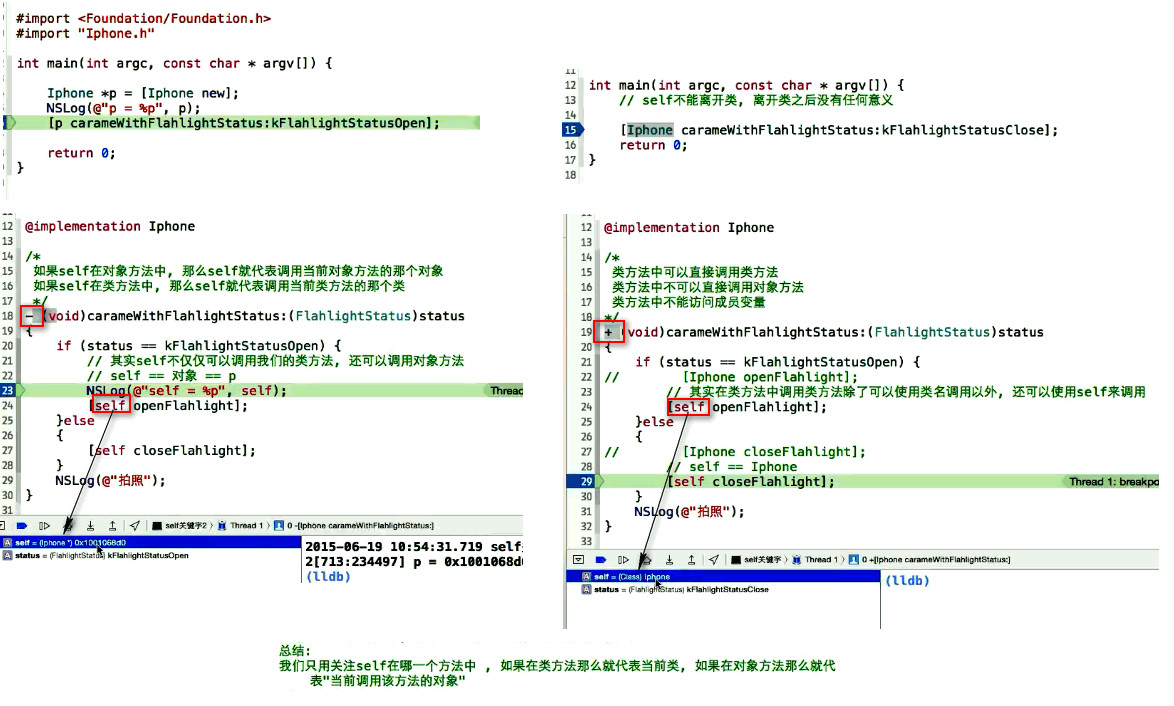 #import <Foundation/Foundation.h>
#import "Iphone.h"
int main(int argc, const char * argv[]) {
Iphone *p = [Iphone new];
NSLog(@"p = %p", p);
[p carameWithFlahlightStatus:kFlahlightStatusOpen];
return 0;
}
11
12 int main(int argc, const char * argv[]) {
13 // self不能离开类, 离开类之后没有任何意义
14
15 [Iphone carameWithFlahlightStatus:kFlahlightStatusClose];
16 return 0;
17 }
18
12 @implementation Iphone
13
14 /*
15 如果self在对象方法中, 那么self就代表调用当前对象方法的那个对象
16 如果self在类方法中, 那么self就代表调用当前类方法的那个类
17 */
18 - (void)carameWithFlahlightStatus:(FlahlightStatus)status
19 {
20 if (status == kFlahlightStatusOpen) {
21 // 其实self不仅仅可以调用我们的类方法, 还可以调用对象方法
22 // self == 对象 == p
23 NSLog(@"self = %p", self); Thread
24 [self openFlahlight];
25 }else
26 {
27 [self closeFlahlight];
28 }
29 NSLog(@"拍照");
30 }
31
self关键字2 〉 Thread 1 〉 0 -[Iphone carameWithFlahlightStatus:]
A self = (Iphone *) 0x1001068d0
A status = (FlahlightStatus) kFlahlightStatusOpen
2015-06-19 10:54:31.719 self
2[713:234497] p = 0x1001068d0
(lldb)
12 @implementation Iphone
13
14 /*
15 类方法中可以直接调用类方法
16 类方法中不可以直接调用对象方法
17 类方法中不能访问成员变量
18 */
19 + (void)carameWithFlahlightStatus:(FlahlightStatus)status
20 {
21 if (status == kFlahlightStatusOpen) {
22 // [Iphone openFlahlight];
23 // 其实在类方法中调用类方法除了可以使用类名调用以外, 还可以使用self来调用
24 [self openFlahlight];
25 }else
26 {
27 // [Iphone closeFlahlight];
28 // self == Iphone
29 [self closeFlahlight]; Thread 1: breakpo
30 }
31 NSLog(@"拍照");
32 }
33
self关键字 〉 Thread 1 〉 0 +[Iphone carameWithFlahlightStatus:]
A self = (Class) Iphone
A status = (FlahlightStatus) kFlahlightStatusClose
(lldb)
总结:
我们只用关注self在哪一个方法中 , 如果在类方法那么就代表当前类, 如果在对象方法那么就代
表"当前调用该方法的对象"